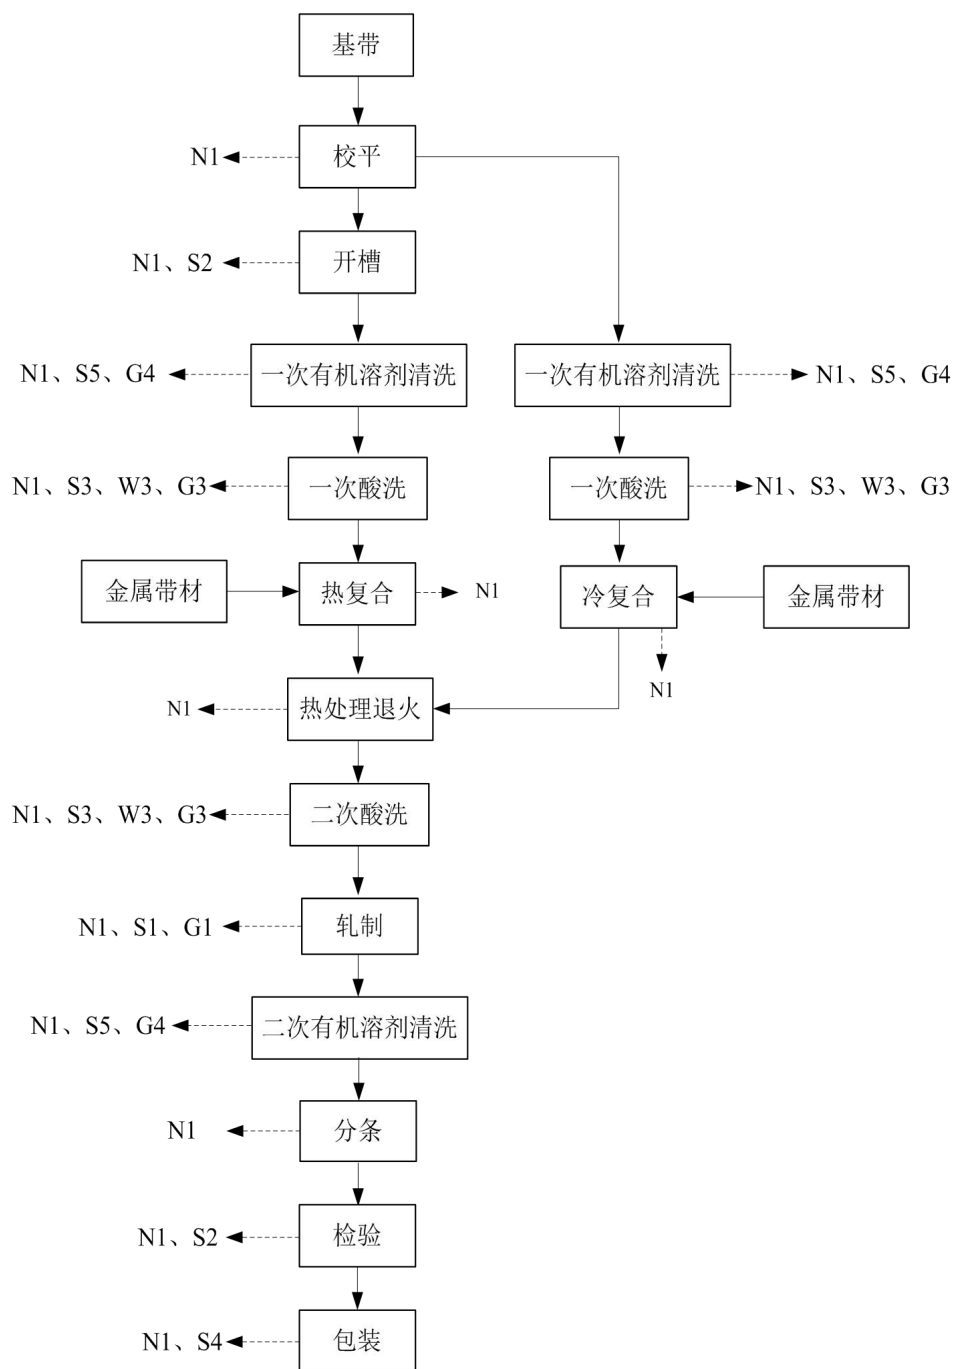 基带
N1
校平
N1、S2
开槽
N1、S5、G4
一次有机溶剂清洗
一次有机溶剂清洗
N1、S5、G4
N1、S3、W3、G3
一次酸洗
一次酸洗
N1、S3、W3、G3
金属带材
热复合
N1
冷复合
金属带材
N1
N1
热处理退火
N1、S3、W3、G3
二次酸洗
N1、S1、G1
轧制
N1、S5、G4
二次有机溶剂清洗
N1
分条
N1、S2
检验
N1、S4
包装